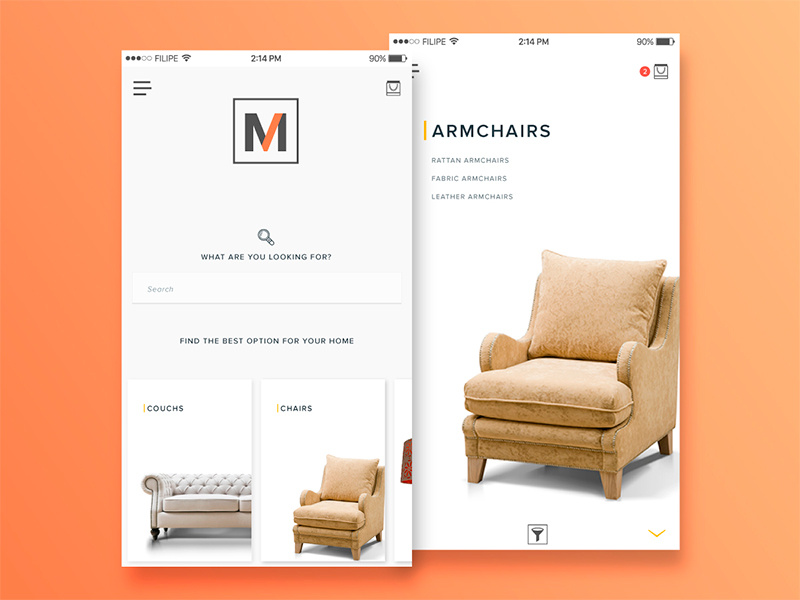 FILIPE
2:14 PM
90%
M
WHAT ARE YOU LOOKING FOR?
Search
FIND THE BEST OPTION FOR YOUR HOME
COUCHS
CHAIRS
FILIPE
2:14 PM
90%
2
ARMCHAIRS
RATTAN ARMCHAIRS
FABRIC ARMCHAIRS
LEATHER ARMCHAIRS